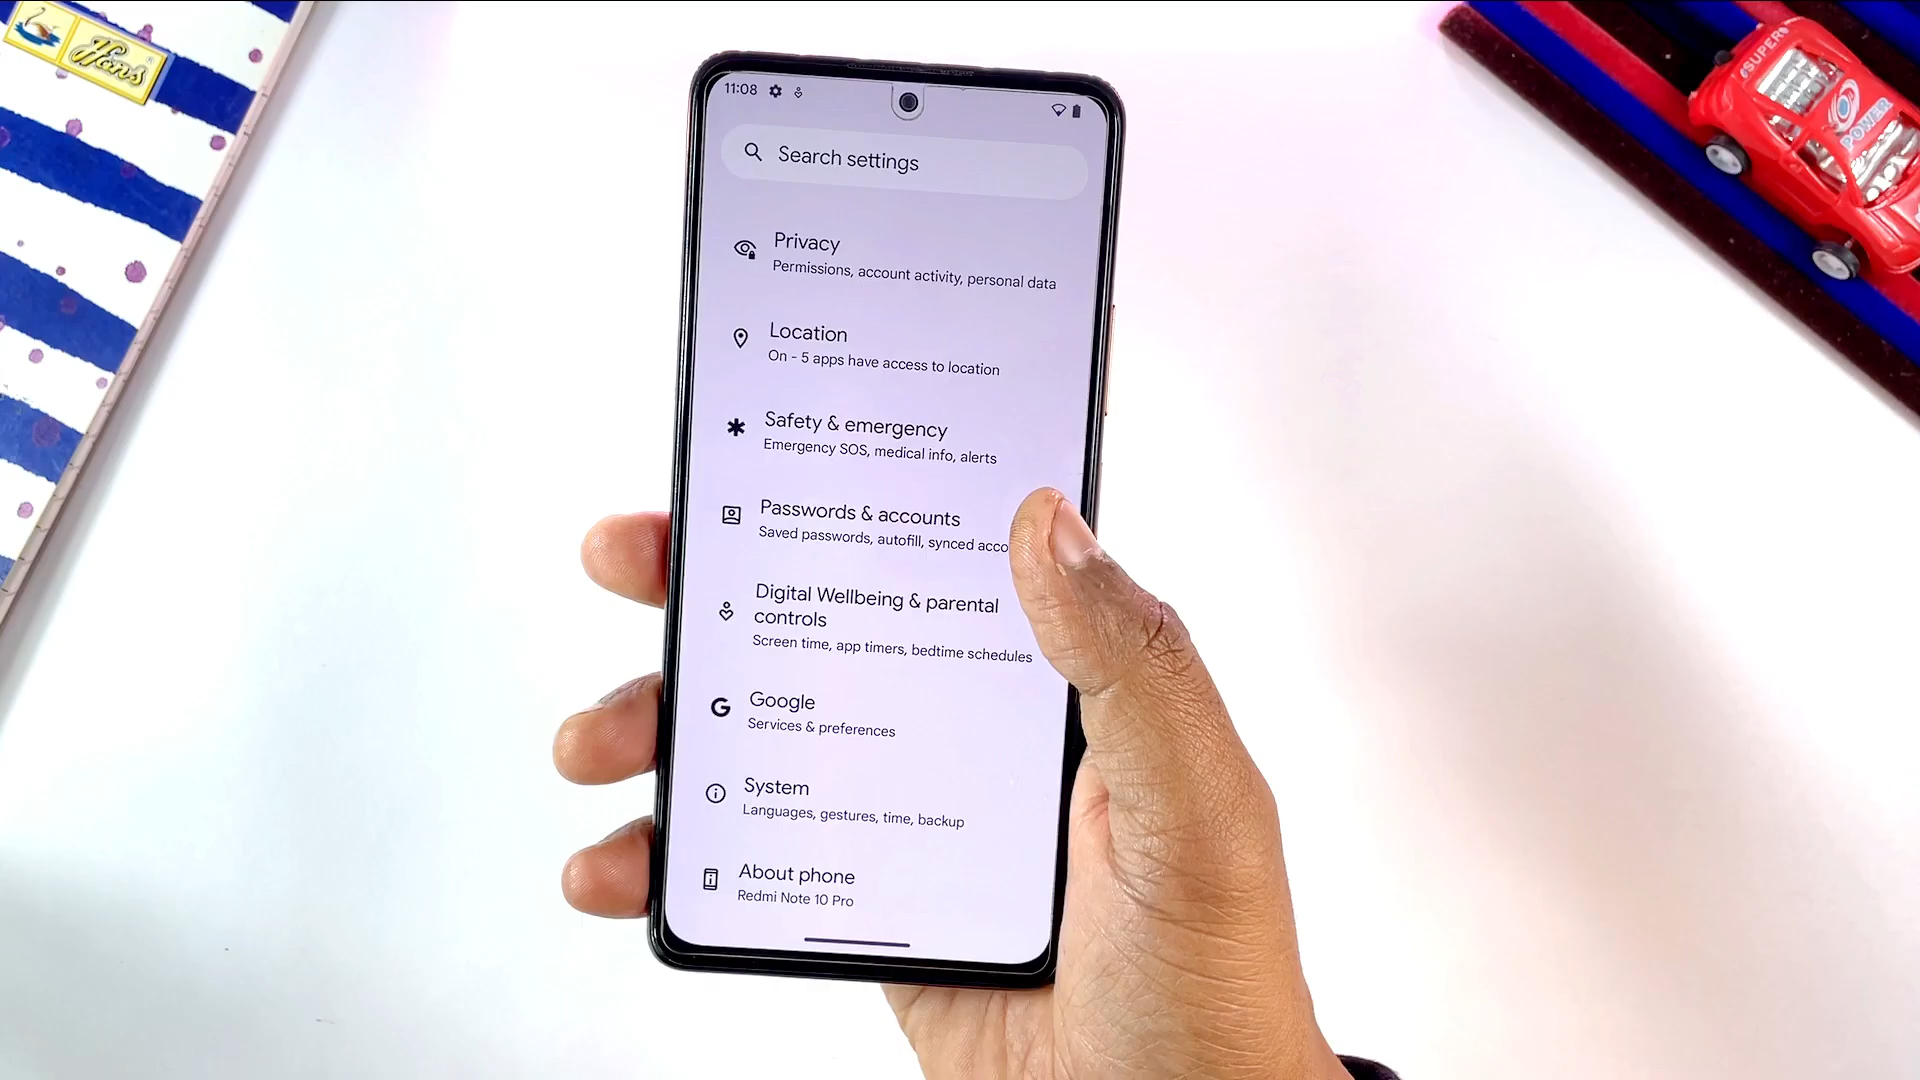 Hans
SUPER
POWER
11:08
Search settings
Privacy
Permissions, account activity, personal data
Location
On - 5 apps have access to location
Safety & emergency
Emergency SOS, medical info, alerts
Passwords & accounts
Saved passwords, autofill, synced acco
Digital Wellbeing & parental
controls
Screen time, app timers, bedtime schedules
Google
Services & preferences
System
Languages, gestures, time, backup
About phone
Redmi Note 10 Pro